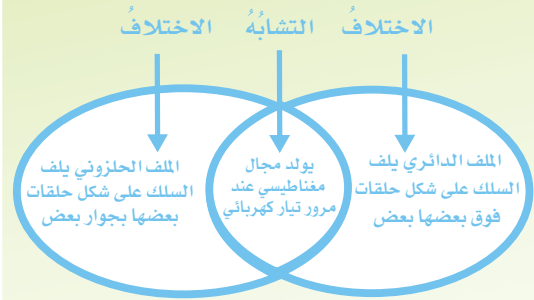 الاختلافُ
التشابُهُ
الاختلافُ
الملف الدائري يلف
السلك على شكل حلقات
فوق بعضها بعض
يولد مجال
مغناطيسي عند
مرور تيار كهربائي
الملف الحلزوني يلف
السلك على شكل حلقات
بعضها بجوار بعض